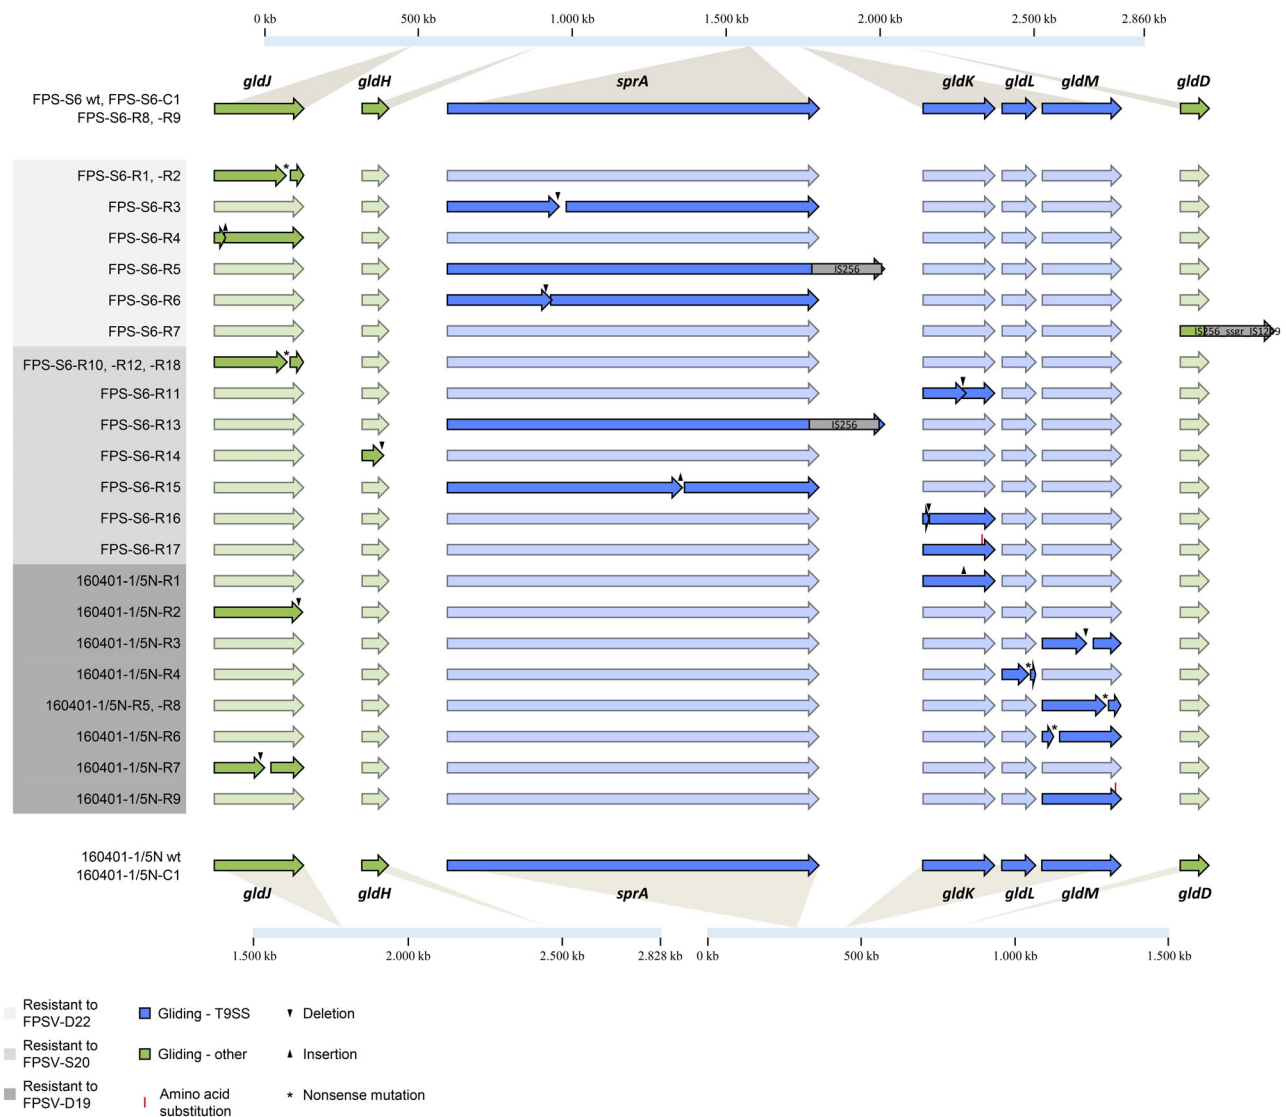 0 kb 500 kb 1.000 kb 1.500 kb 2.000 kb 2.500 kb 2.860 kb
gldJ gldH sprA gldK gldL gldM gldD
FPS-S6 wt, FPS-S6-C1
FPS-S6-R8, -R9
FPS-S6-R1, -R2 *
FPS-S6-R3
FPS-S6-R4
FPS-S6-R5 IS256
FPS-S6-R6
FPS-S6-R7 IS256_ssgr_IS1249
FPS-S6-R10, -R12, -R18 *
FPS-S6-R11
FPS-S6-R13 IS256
FPS-S6-R14
FPS-S6-R15
FPS-S6-R16
FPS-S6-R17
160401-1/5N-R1
160401-1/5N-R2
160401-1/5N-R3
160401-1/5N-R4 *
160401-1/5N-R5, -R8 *
160401-1/5N-R6 *
160401-1/5N-R7
160401-1/5N-R9
160401-1/5N wt
160401-1/5N-C1
gldJ gldH sprA gldK gldL gldM gldD
1.500 kb 2.000 kb 2.500 kb 2.828 kb 0 kb 500 kb 1.000 kb 1.500 kb
Resistant to
FPSV-D22
Gliding - T9SS
Deletion
Resistant to
FPSV-S20
Gliding - other
Insertion
Resistant to
FPSV-D19
Amino acid
substitution
* Nonsense mutation